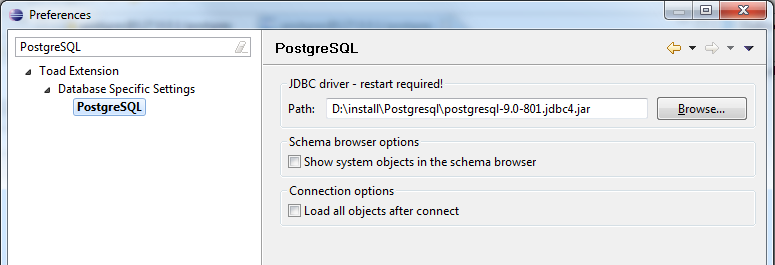 Preferences
PostgreSQL
Toad Extension
Database Specific Settings
PostgreSQL
PostgreSQL
JDBC driver - restart required!
Path: D:\install\Postgresql\postgresql-9.0-801.jdbc4.jar Browse...
Schema browser options
Show system objects in the schema browser
Connection options
Load all objects after connect